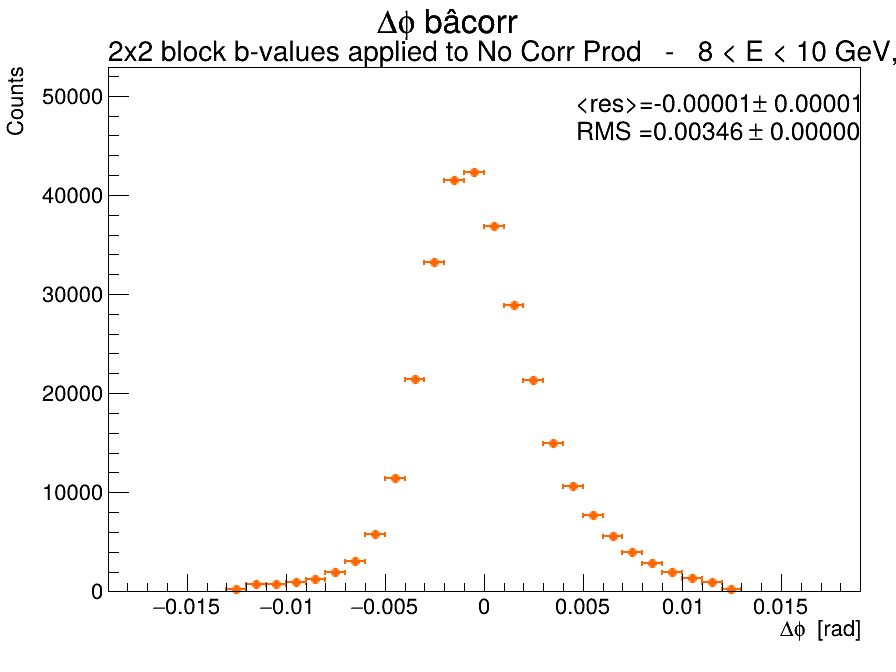 Δϕ bâcorr
2x2 block b-values applied to No Corr Prod - 8 < E < 10 GeV,
Counts
<res>=-0.00001± 0.00001
RMS =0.00346 ± 0.00000
50000
40000
30000
20000
10000
0
−0.015 −0.01 −0.005 0 0.005 0.01 0.015
Δϕ [rad]